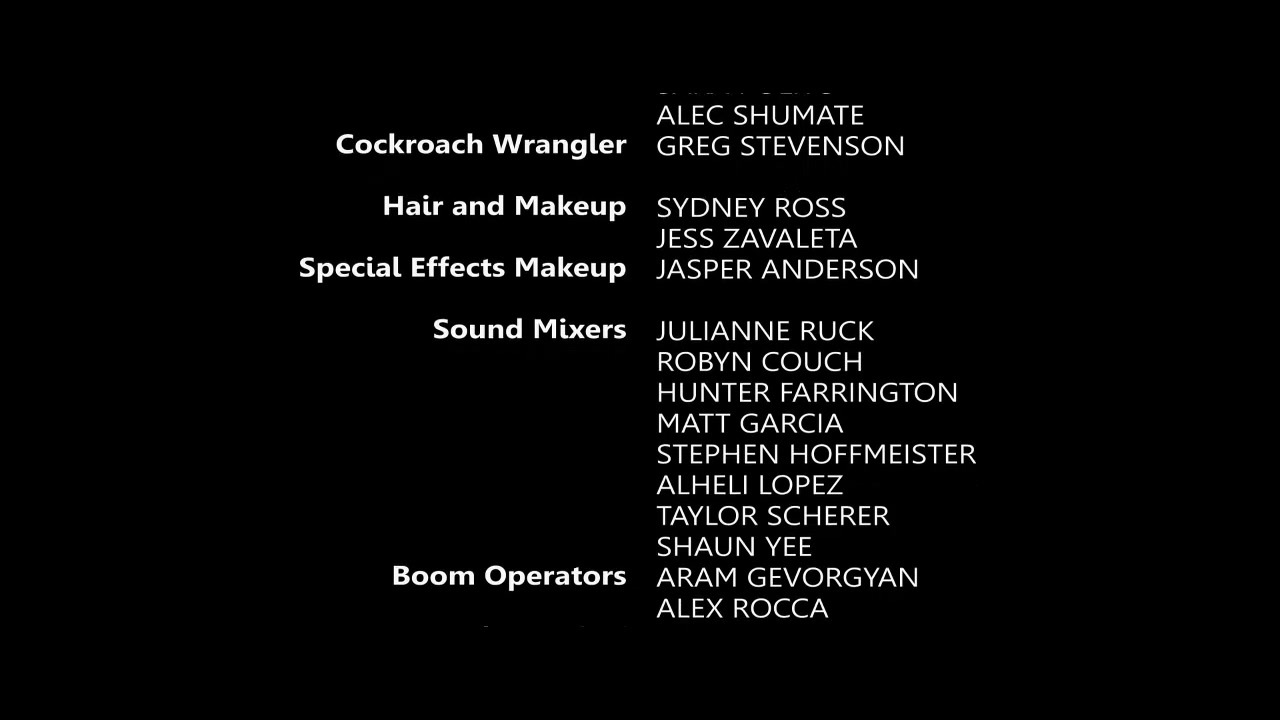 ALEC SHUMATE
Cockroach Wrangler GREG STEVENSON
Hair and Makeup SYDNEY ROSS
JESS ZAVALETA
Special Effects Makeup JASPER ANDERSON
Sound Mixers JULIANNE RUCK
ROBYN COUCH
HUNTER FARRINGTON
MATT GARCIA
STEPHEN HOFFMEISTER
ALHELI LOPEZ
TAYLOR SCHERER
SHAUN YEE
Boom Operators ARAM GEVORGYAN
ALEX ROCCA